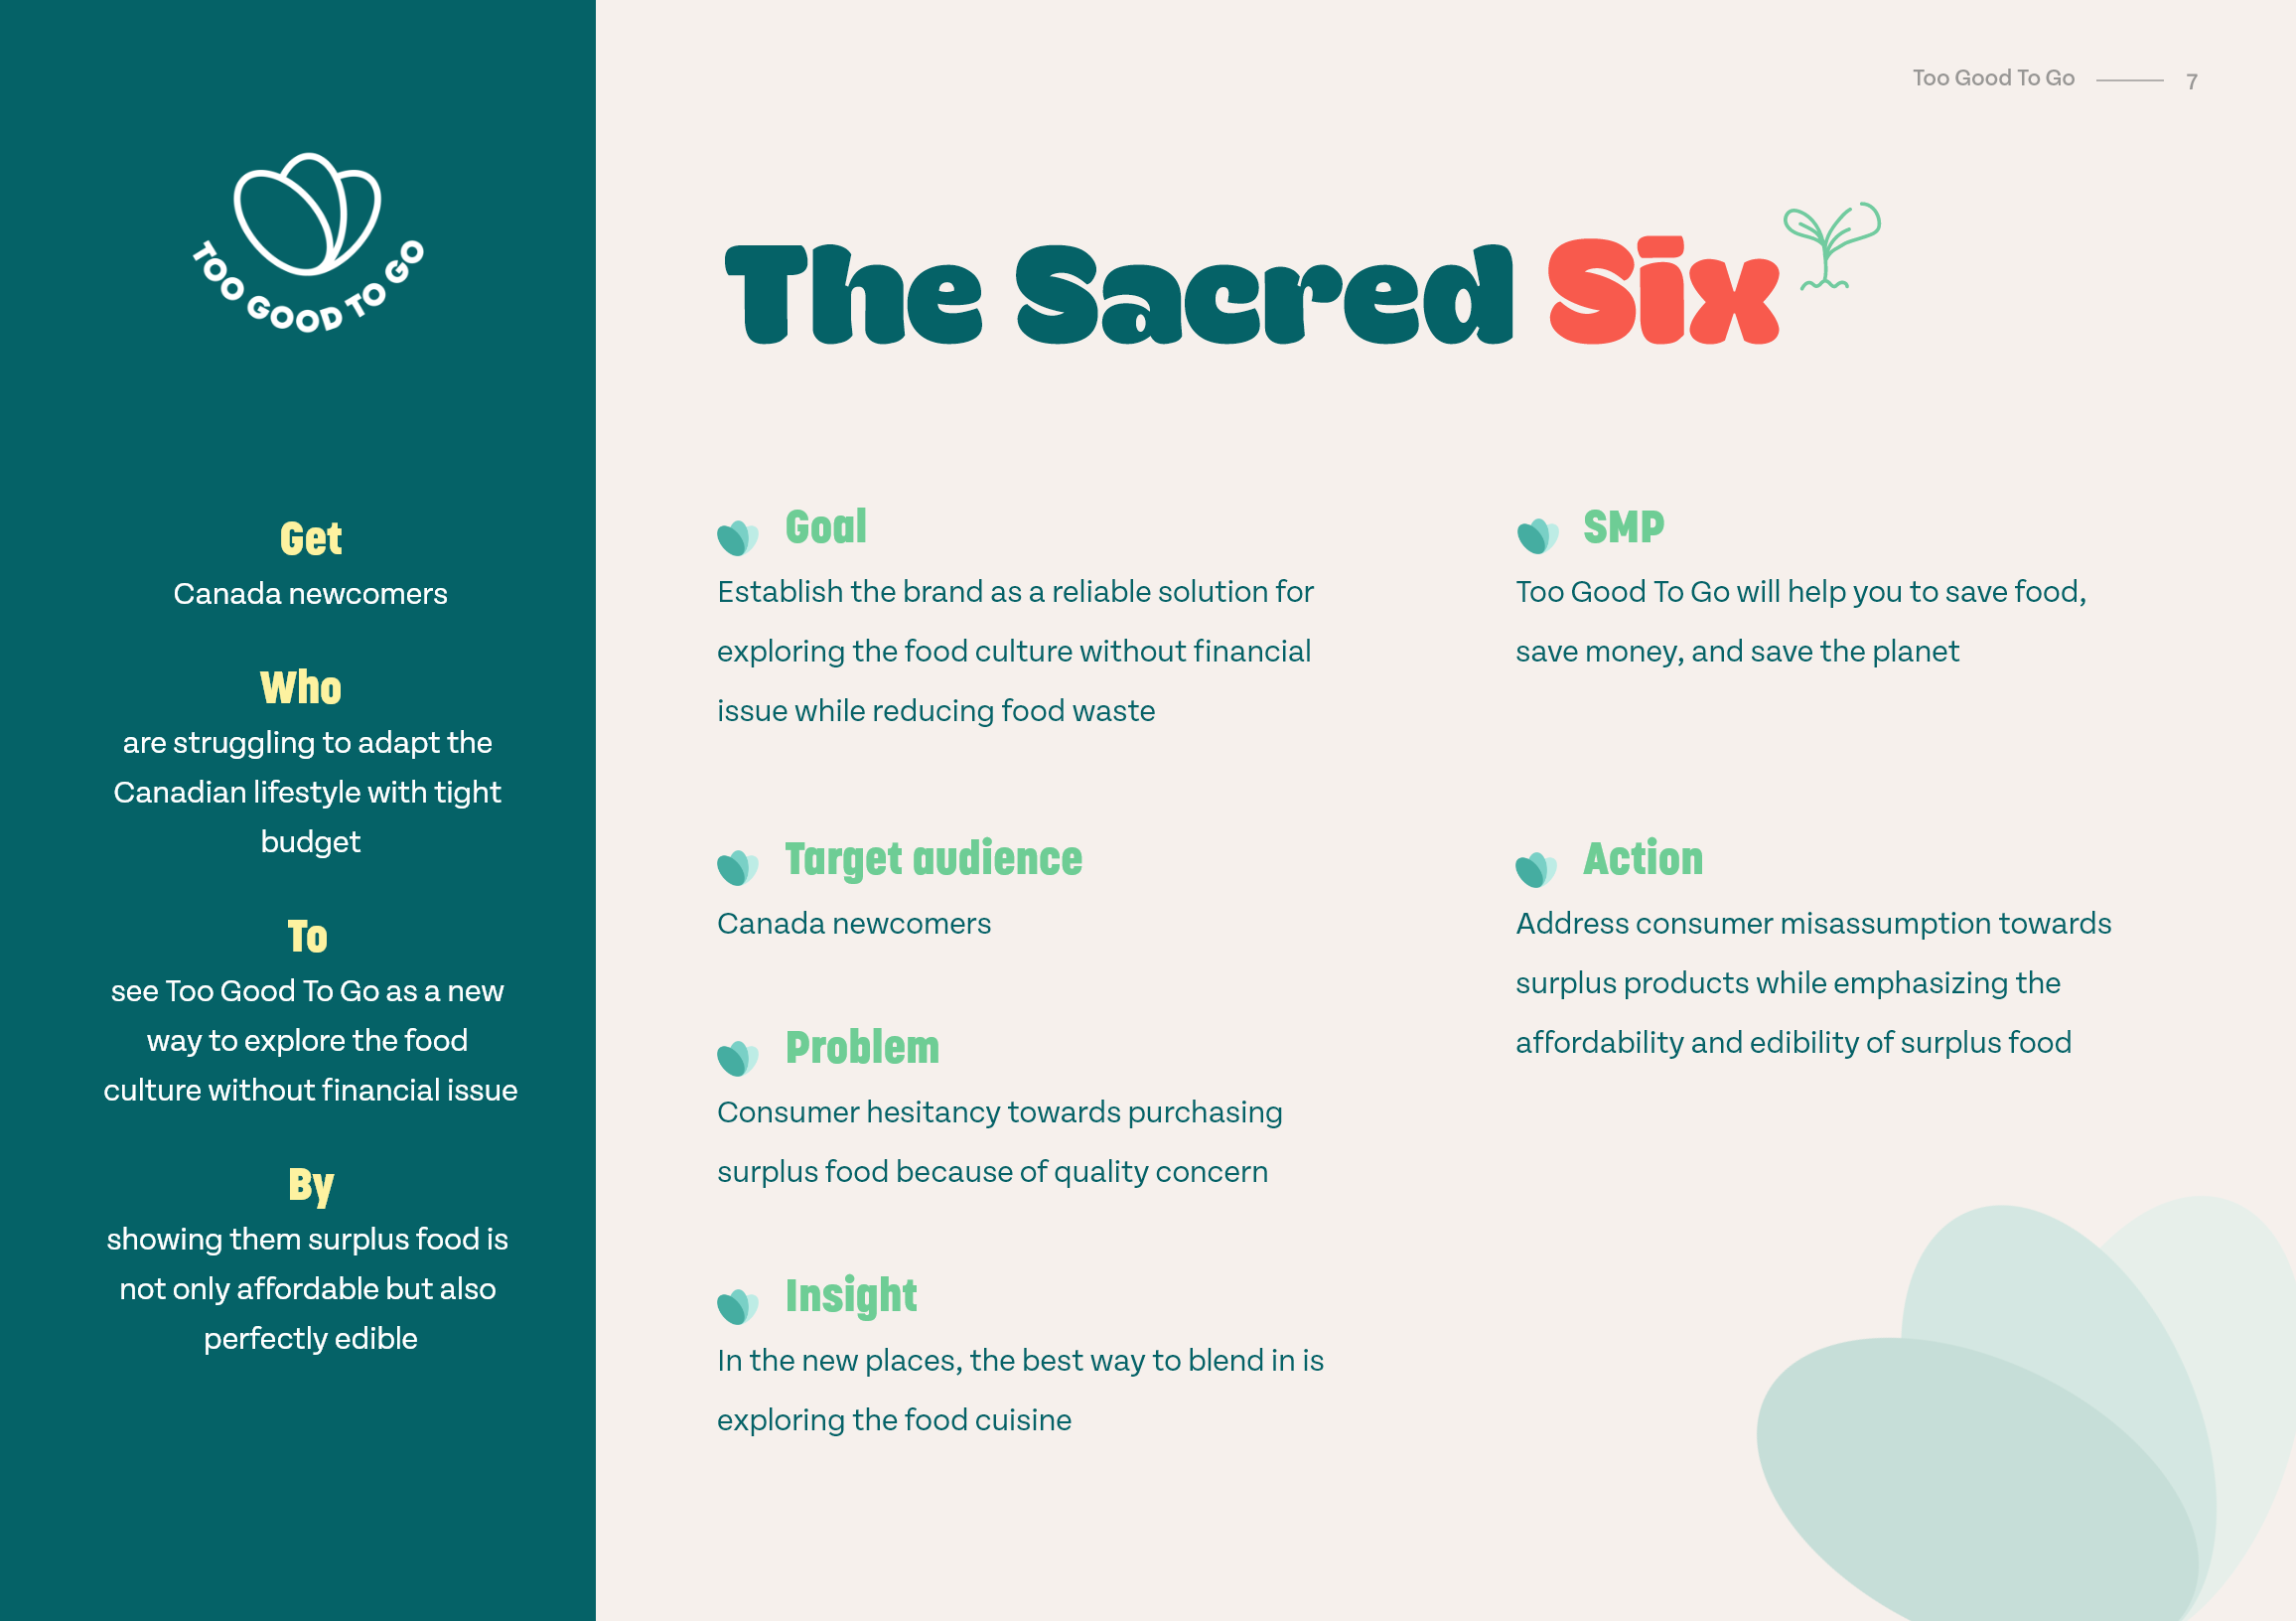 Too Good To Go 7
TOO GOOD TO GO
Get
Canada newcomers
Who
are struggling to adapt the
Canadian lifestyle with tight
budget
To
see Too Good To Go as a new
way to explore the food
culture without financial issue
By
showing them surplus food is
not only affordable but also
perfectly edible
The Sacred Six
Goal
Establish the brand as a reliable solution for
exploring the food culture without financial
issue while reducing food waste
Target audience
Canada newcomers
Problem
Consumer hesitancy towards purchasing
surplus food because of quality concern
Insight
In the new places, the best way to blend in is
exploring the food cuisine
SMP
Too Good To Go will help you to save food,
save money, and save the planet
Action
Address consumer misassumption towards
surplus products while emphasizing the
affordability and edibility of surplus food